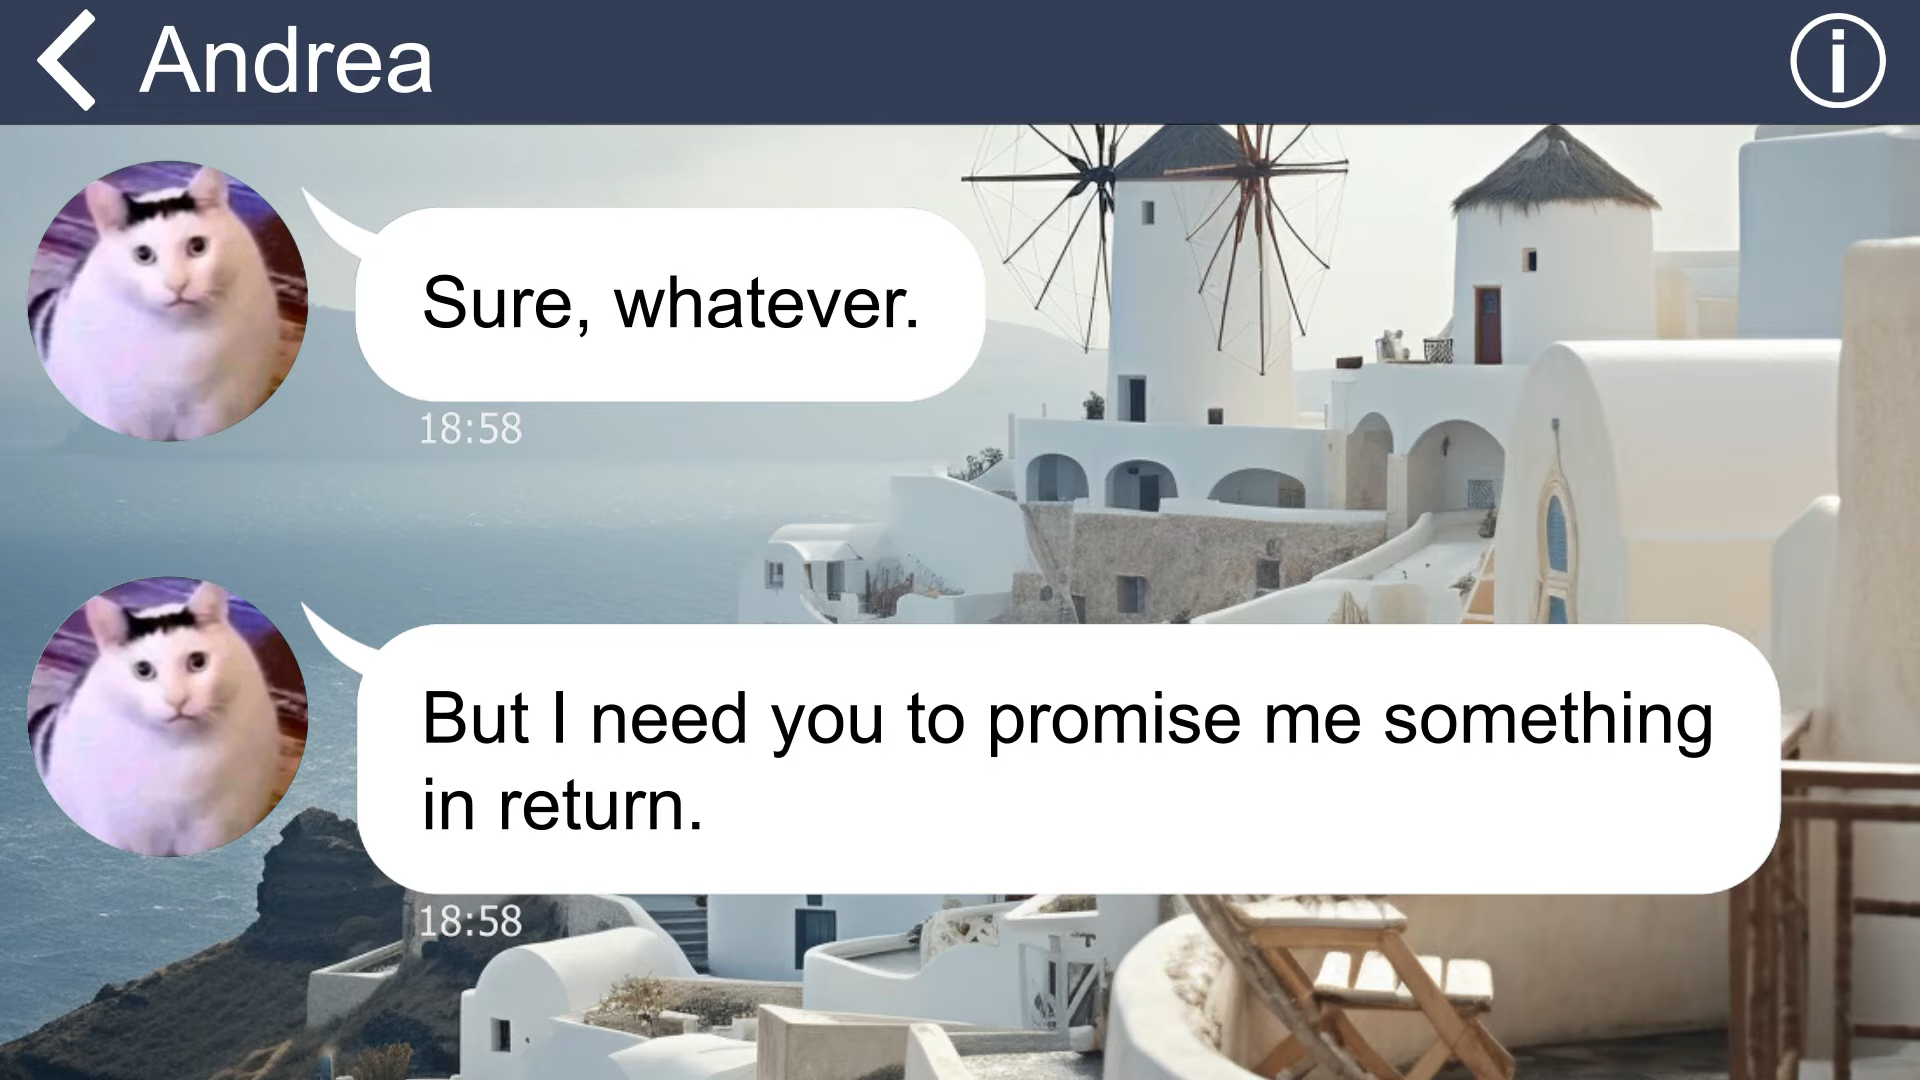 Andrea
Sure, whatever.
18:58
But I need you to promise me something
in return.
18:58